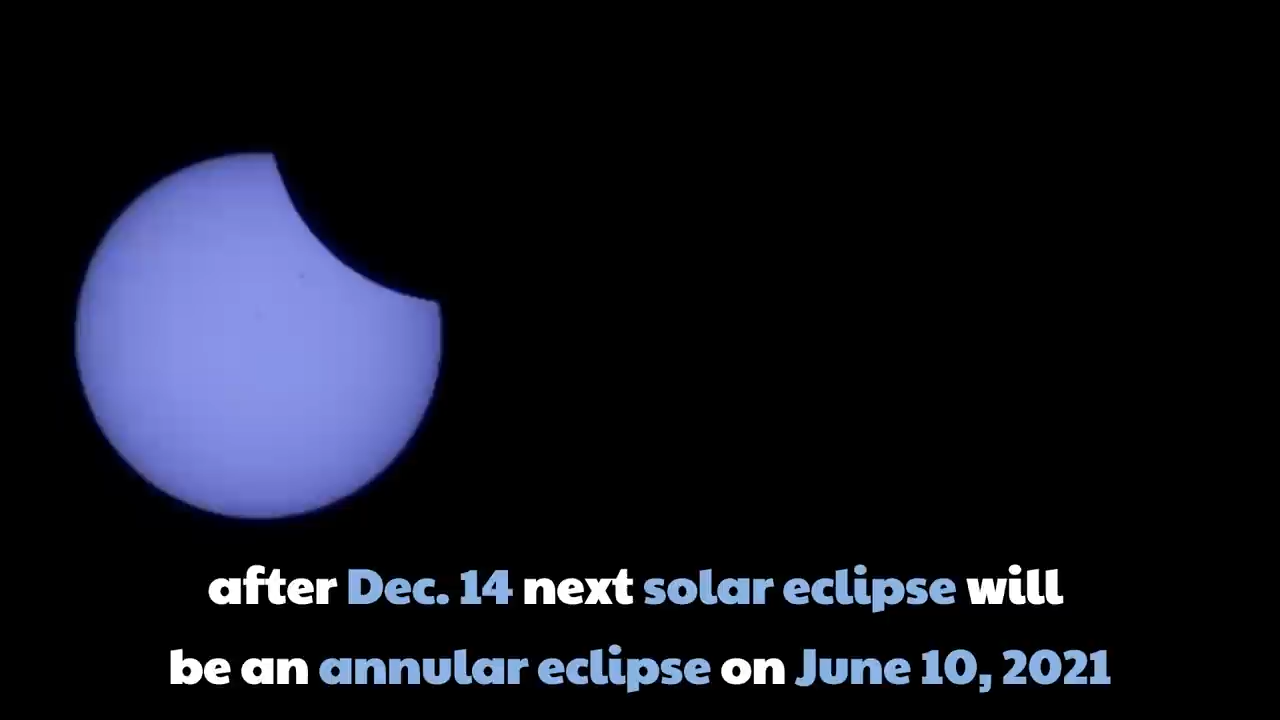 after Dec. 14 next solar eclipse will
be an annular eclipse on June 10, 2021